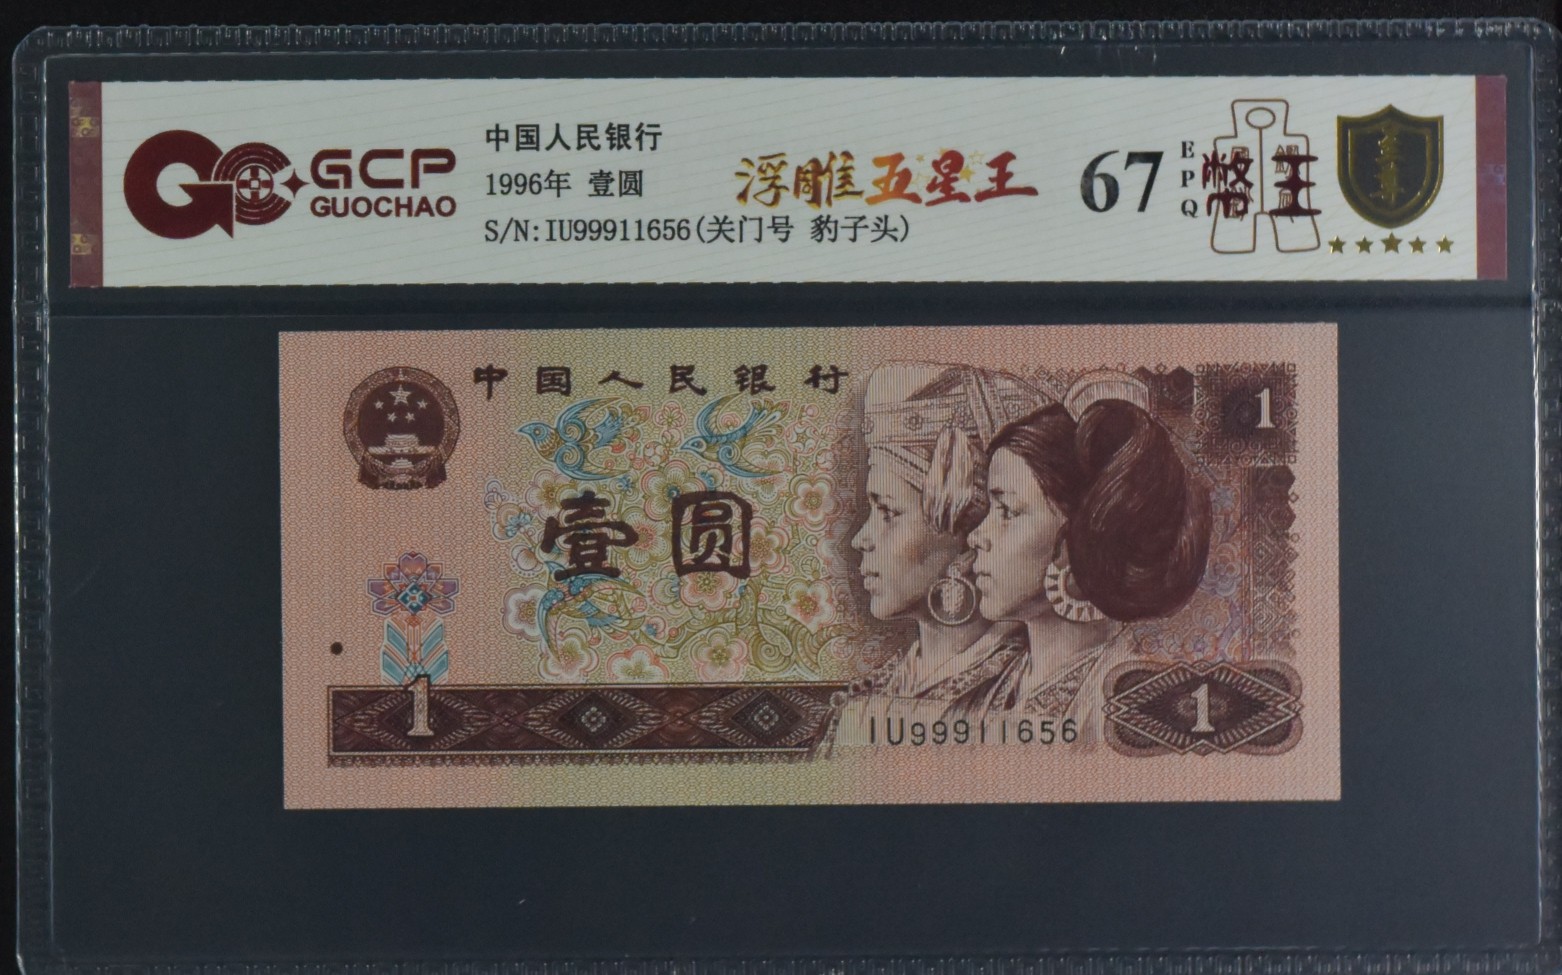 GCP
GUOCHAO
中国人民银行
1996年 壹圆
S/N:IU99911656(关门号 豹子头)
浮雕五星王
67
EPQ
至尊
中国人民银行
1
壹圆
1
IU99911656
1